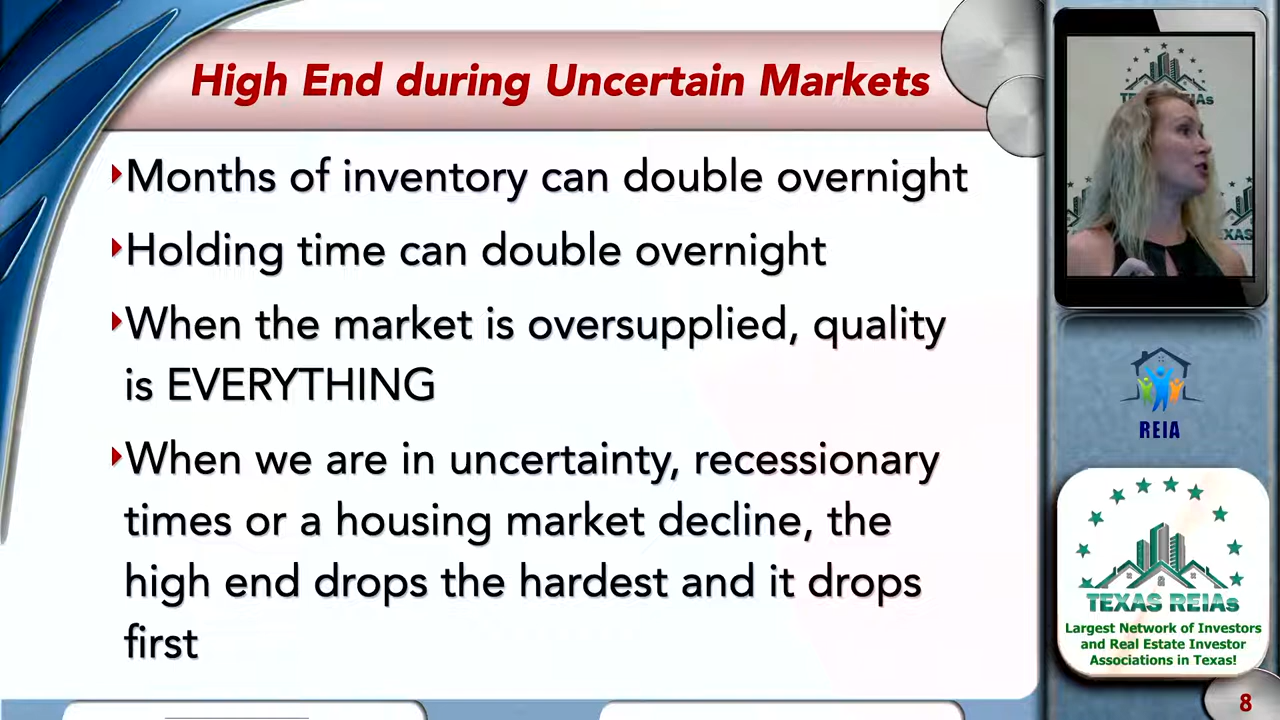 High End during Uncertain Markets
Months of inventory can double overnight
Holding time can double overnight
When the market is oversupplied, quality
is EVERYTHING
When we are in uncertainty, recessionary
times or a housing market decline, the
high end drops the hardest and it drops
first
TEXAS REIAs
TEXAS
REIA
TEXAS REIAs
Largest Network of Investors
and Real Estate Investor
Associations in Texas!
8